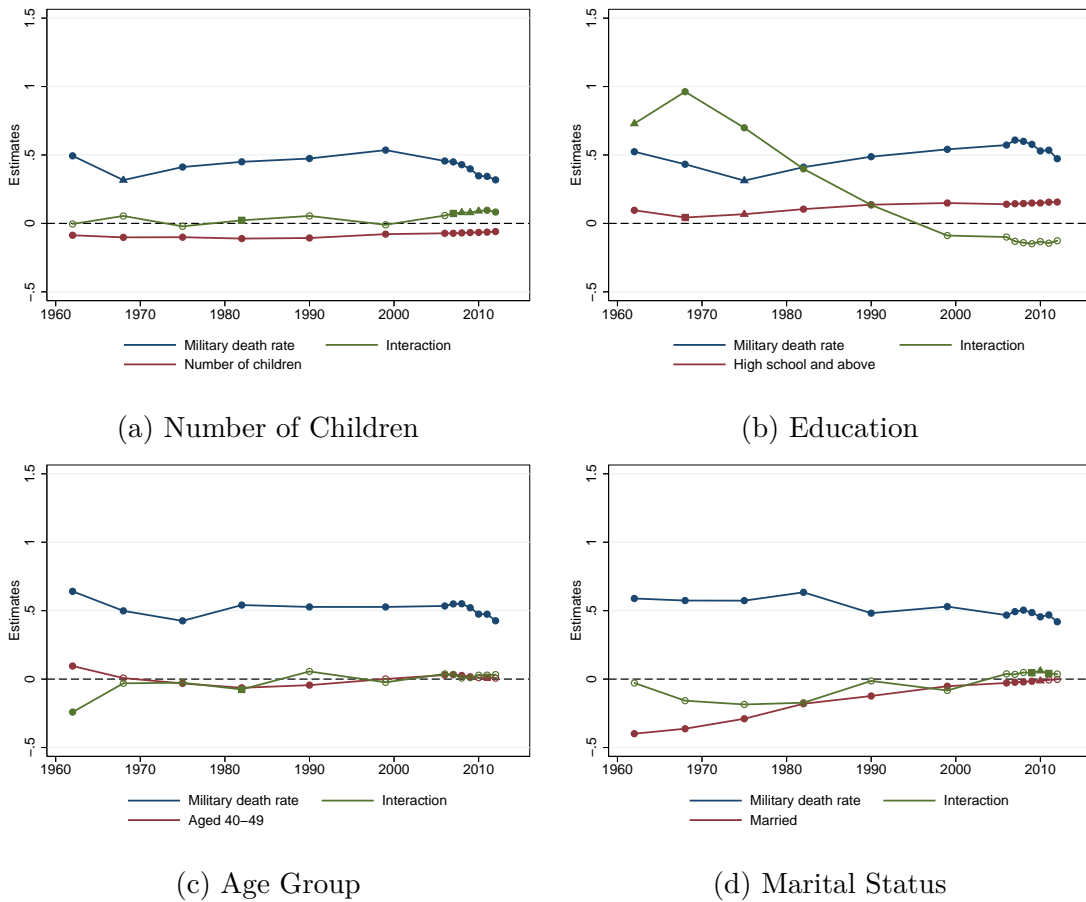 1.5
1
.5
0
-.5
Estimates
1960 1970 1980 1990 2000 2010
Military death rate Interaction
Number of children
(a) Number of Children
1.5
1
.5
0
-.5
Estimates
1960 1970 1980 1990 2000 2010
Military death rate Interaction
High school and above
(b) Education
1.5
1
.5
0
-.5
Estimates
1960 1970 1980 1990 2000 2010
Military death rate Interaction
Aged 40−49
(c) Age Group
1.5
1
.5
0
-.5
Estimates
1960 1970 1980 1990 2000 2010
Military death rate Interaction
Married
(d) Marital Status